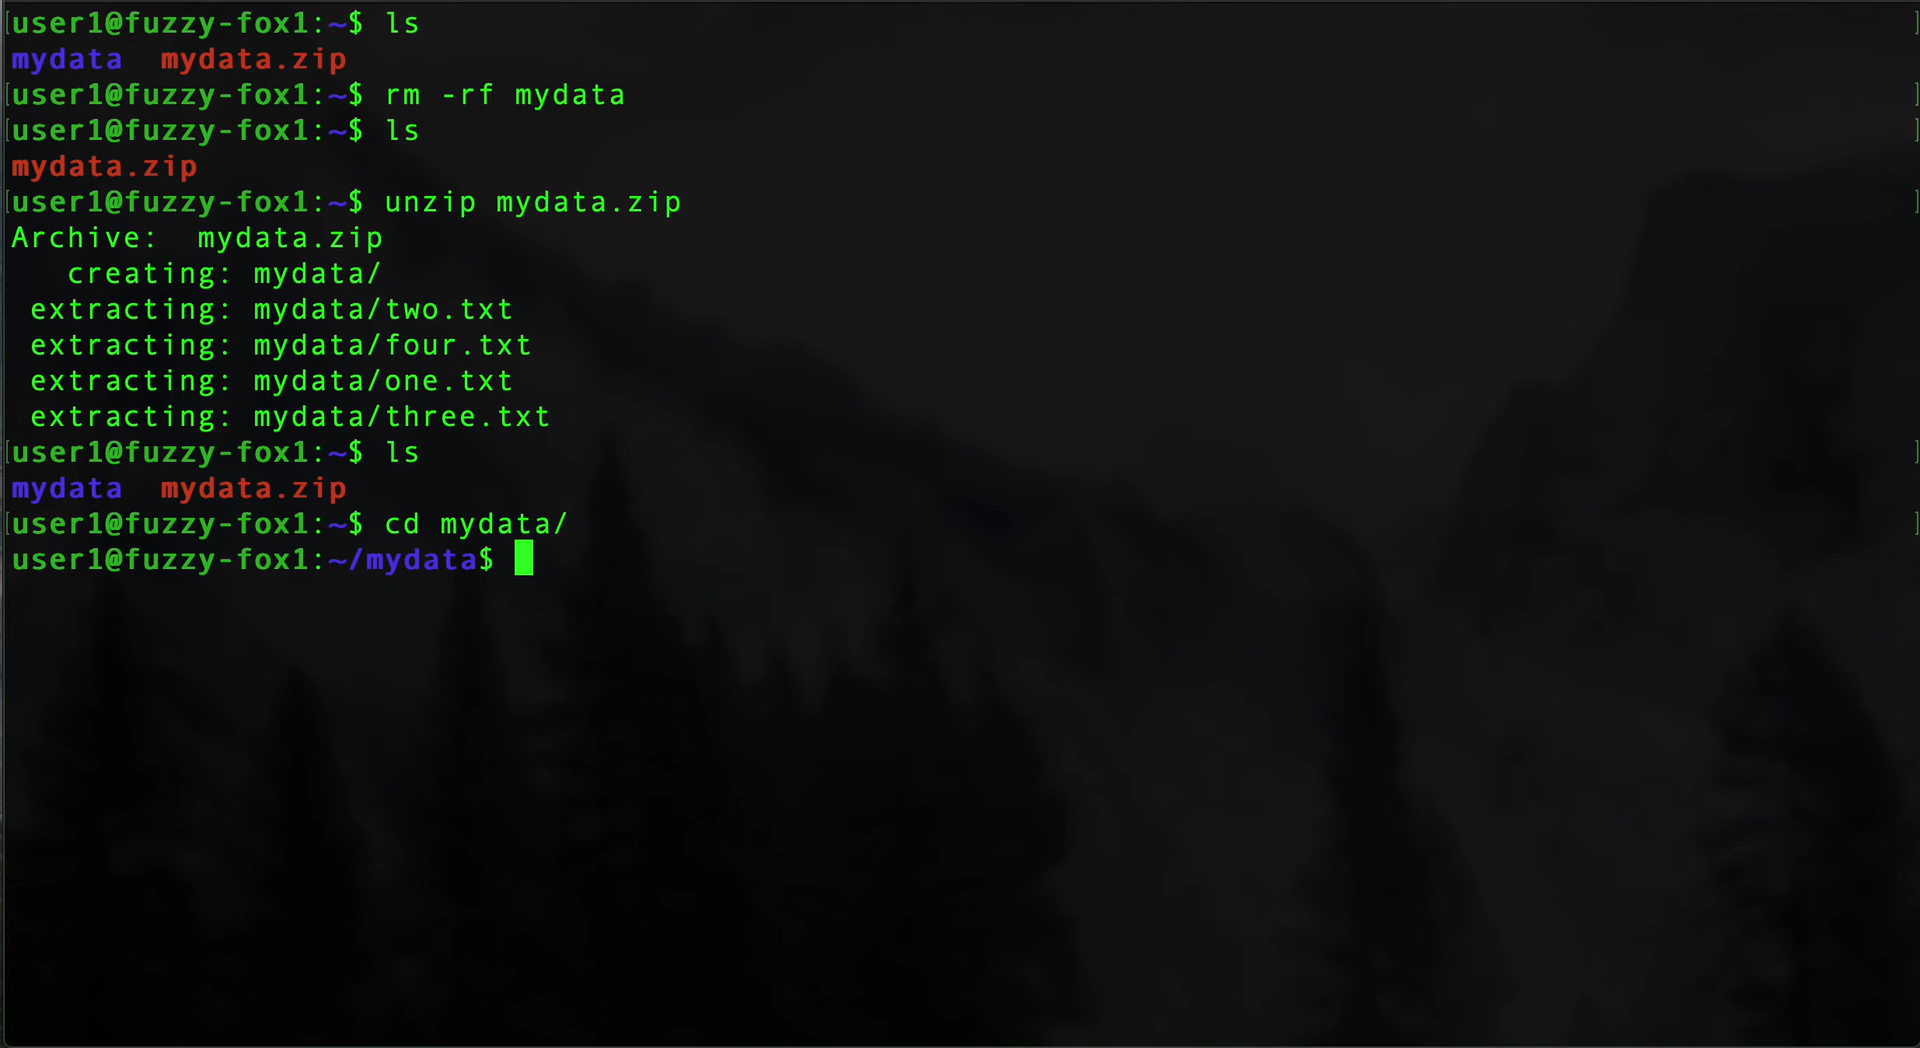 [user1@fuzzy-fox1:~$ ls ]
mydata  mydata.zip
[user1@fuzzy-fox1:~$ rm -rf mydata ]
[user1@fuzzy-fox1:~$ ls ]
mydata.zip
[user1@fuzzy-fox1:~$ unzip mydata.zip ]
Archive:  mydata.zip
   creating: mydata/
 extracting: mydata/two.txt
 extracting: mydata/four.txt
 extracting: mydata/one.txt
 extracting: mydata/three.txt
[user1@fuzzy-fox1:~$ ls ]
mydata  mydata.zip
[user1@fuzzy-fox1:~$ cd mydata/ ]
user1@fuzzy-fox1:~/mydata$